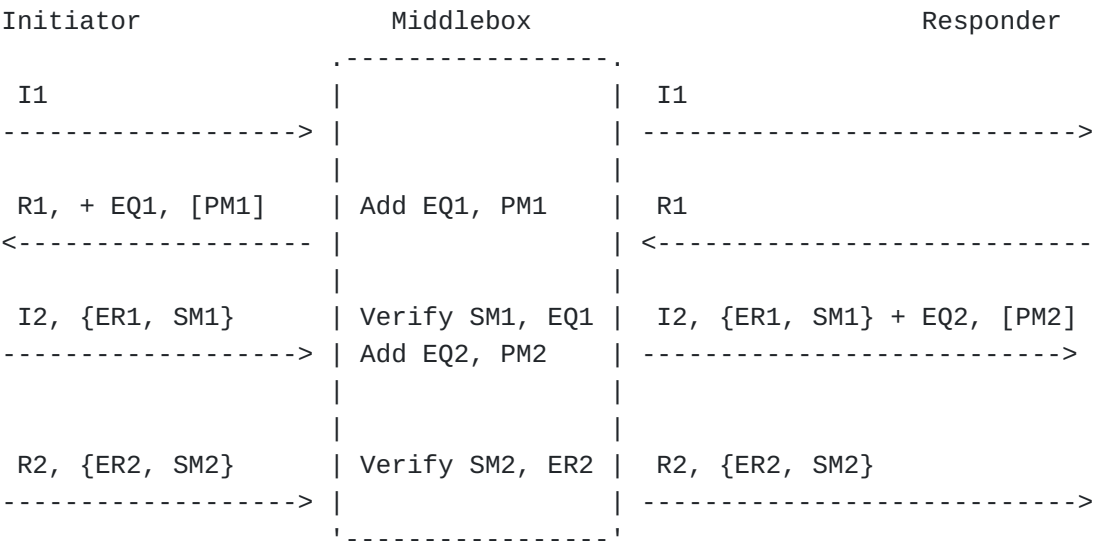 Initiator                Middlebox                         Responder
                      .-----------------.
 I1                   |                 |  I1
-------------------> |                 | ---------------------------->
                      |                 |
 R1, + EQ1, [PM1]     | Add EQ1, PM1    |  R1
<------------------- |                 | <----------------------------
                      |                 |
 I2, {ER1, SM1}       | Verify SM1, EQ1 |  I2, {ER1, SM1} + EQ2, [PM2]
-------------------> | Add EQ2, PM2    | --------------------------->
                      |                 |
                      |                 |
 R2, {ER2, SM2}       | Verify SM2, ER2 |  R2, {ER2, SM2}
-------------------> |                 | ---------------------------->
                      '-----------------'